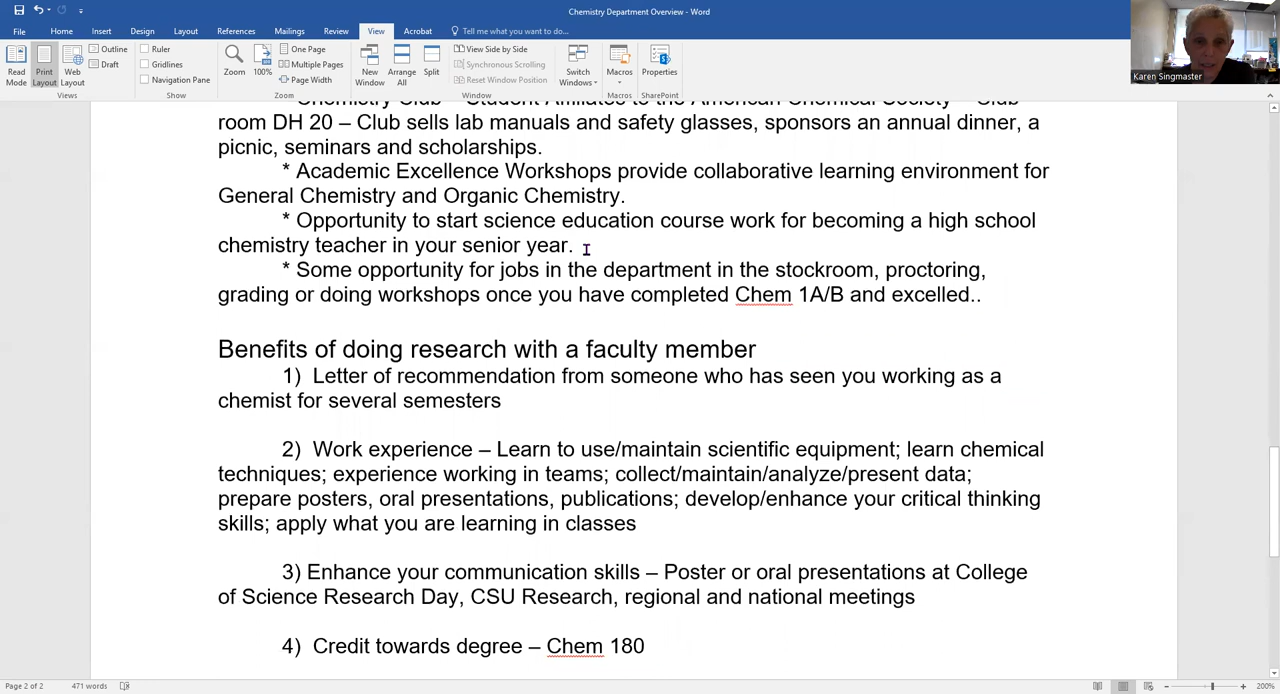 Chemistry Department Overview - Word
File Home Insert Design Layout References Mailings Review View Acrobat Tell me what you want to do...
Read Mode Print Layout Web Layout Outline Draft Views
Ruler Gridlines Navigation Pane Show
Zoom 100% One Page Multiple Pages Page Width Zoom
New Window Arrange All Split View Side by Side Synchronous Scrolling Reset Window Position Switch Windows Window
Macros Macros Properties SharePoint
Karen Singmaster
* Chemistry Club – Student Affiliates to the American Chemical Society – Club
room DH 20 – Club sells lab manuals and safety glasses, sponsors an annual dinner, a
picnic, seminars and scholarships.
* Academic Excellence Workshops provide collaborative learning environment for
General Chemistry and Organic Chemistry.
* Opportunity to start science education course work for becoming a high school
chemistry teacher in your senior year.
* Some opportunity for jobs in the department in the stockroom, proctoring,
grading or doing workshops once you have completed Chem 1A/B and excelled..
Benefits of doing research with a faculty member
1) Letter of recommendation from someone who has seen you working as a
chemist for several semesters
2) Work experience – Learn to use/maintain scientific equipment; learn chemical
techniques; experience working in teams; collect/maintain/analyze/present data;
prepare posters, oral presentations, publications; develop/enhance your critical thinking
skills; apply what you are learning in classes
3) Enhance your communication skills – Poster or oral presentations at College
of Science Research Day, CSU Research, regional and national meetings
4) Credit towards degree – Chem 180
Page 2 of 2 471 words 200%